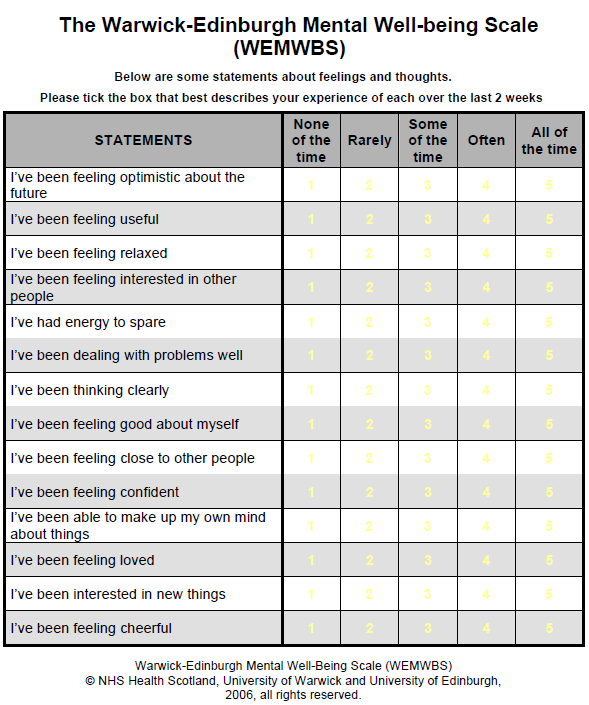 The Warwick-Edinburgh Mental Well-being Scale
(WEMWBS)
Below are some statements about feelings and thoughts.
Please tick the box that best describes your experience of each over the last 2 weeks
STATEMENTS None of the time Rarely Some of the time Often All of the time
I've been feeling optimistic about the
future 1 2 3 4 5
I've been feeling useful 1 2 3 4 5
I've been feeling relaxed 1 2 3 4 5
I've been feeling interested in other
people 1 2 3 4 5
I've had energy to spare 1 2 3 4 5
I've been dealing with problems well 1 2 3 4 5
I've been thinking clearly 1 2 3 4 5
I've been feeling good about myself 1 2 3 4 5
I've been feeling close to other people 1 2 3 4 5
I've been feeling confident 1 2 3 4 5
I've been able to make up my own mind
about things 1 2 3 4 5
I've been feeling loved 1 2 3 4 5
I've been interested in new things 1 2 3 4 5
I've been feeling cheerful 1 2 3 4 5
Warwick-Edinburgh Mental Well-Being Scale (WEMWBS)
© NHS Health Scotland, University of Warwick and University of Edinburgh,
2006, all rights reserved.